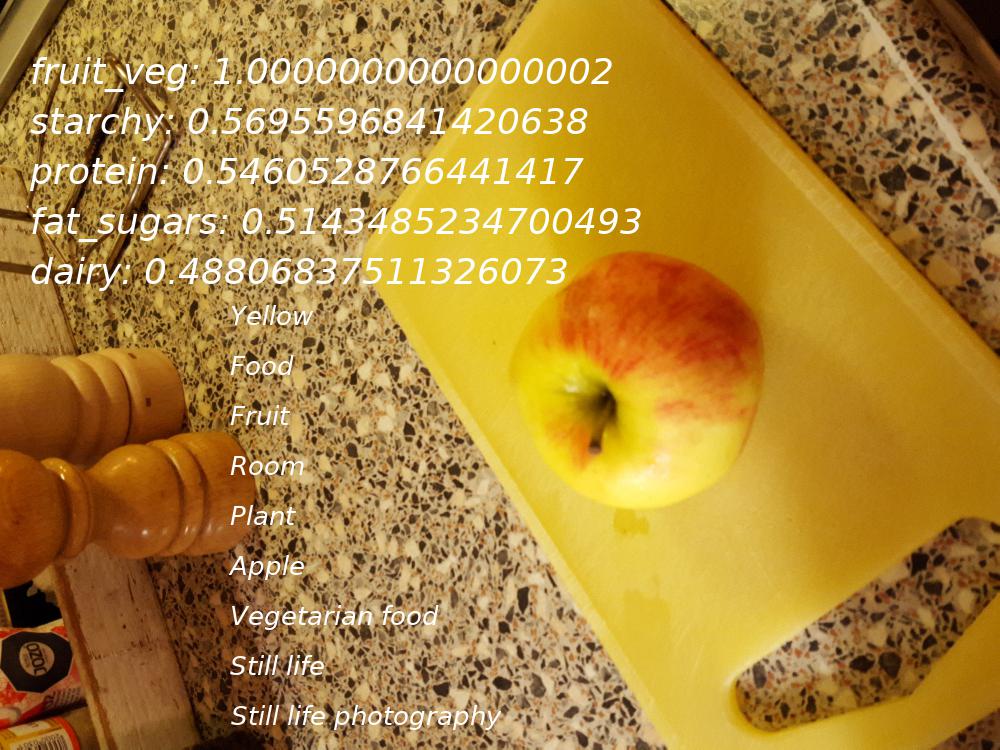 fruit_veg: 1.0000000000000002
starchy: 0.5695596841420638
protein: 0.5460528766441417
fat_sugars: 0.5143485234700493
dairy: 0.48806837511326073
Yellow
Food
Fruit
Room
Plant
Apple
Vegetarian food
Still life
Still life photography